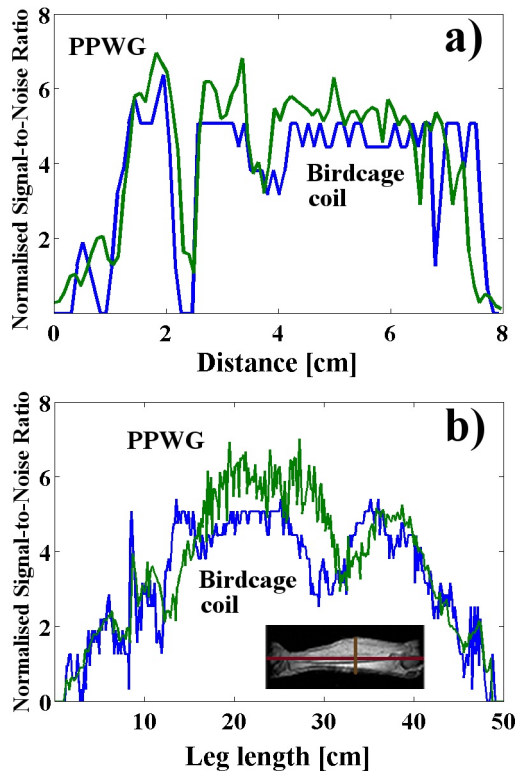 a)
PPWG
Birdcage
coil
Normalised Signal-to-Noise Ratio
8
6
4
2
0 2 4 6 8
Distance [cm]
b)
PPWG
Birdcage
coil
Normalised Signal-to-Noise Ratio
8
6
4
2
0
10 20 30 40 50
Leg length [cm]